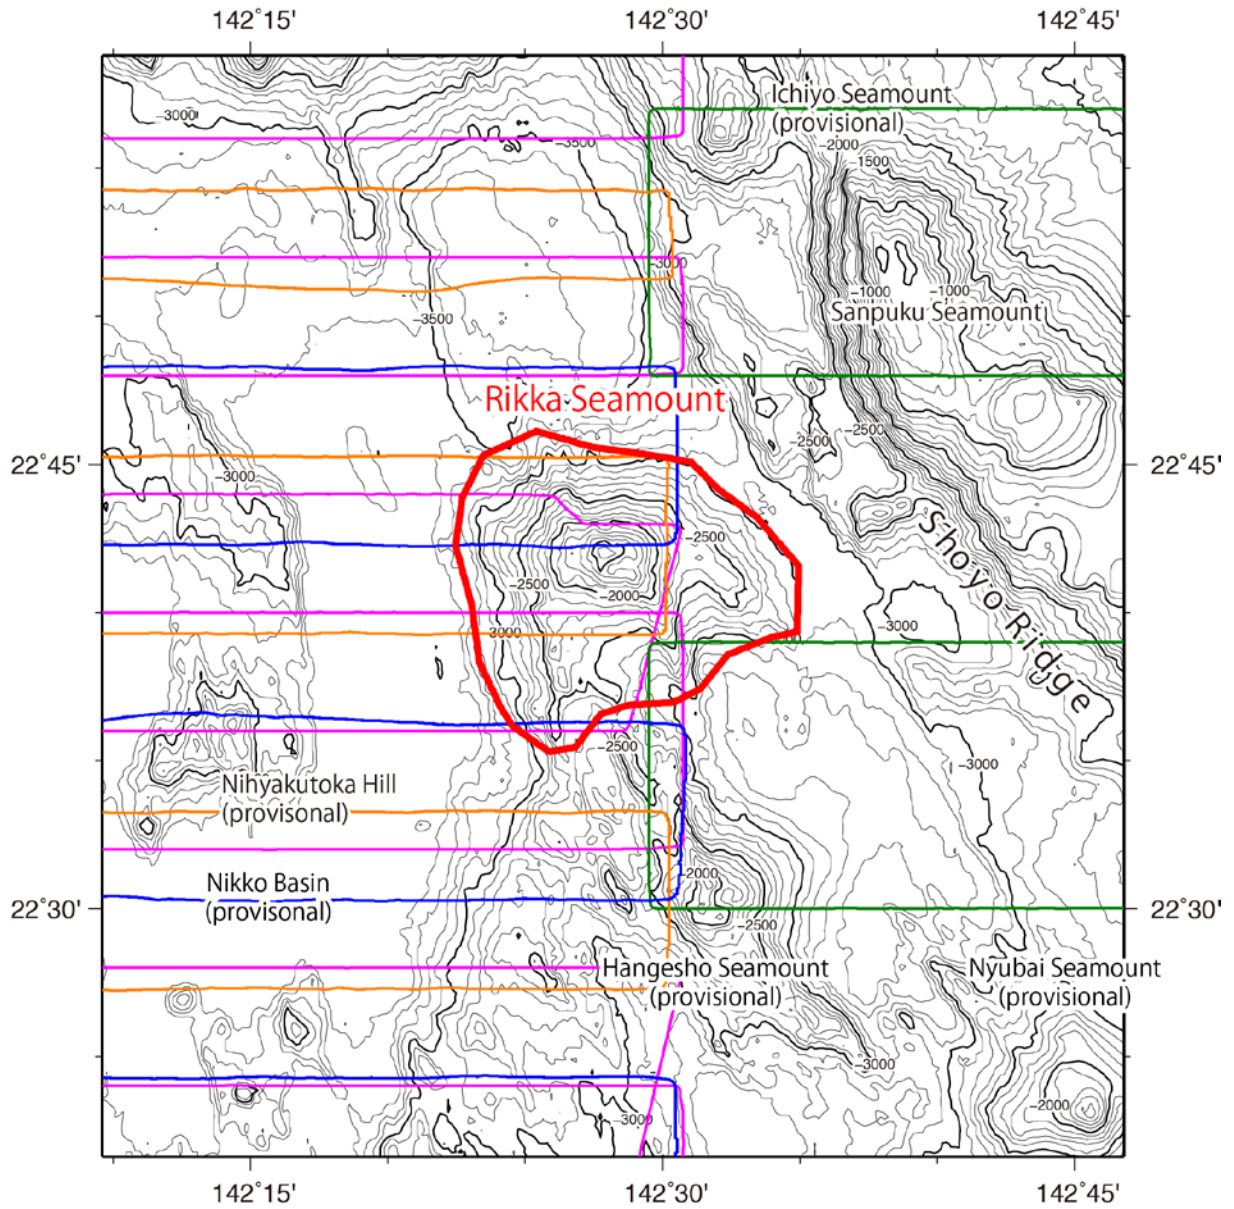 142˚15'
142˚30'
142˚45'
Ichiyo Seamount
(provisional)
−3000
−3500
−2000
−1500
−3000
−1000
−1000
Sanpuku Seamount
−3500
Rikka Seamount
−2500
−2500
22˚45'
22˚45'
−3000
−2500
Shoyo Ridge
−2500
−2000
−3000
−3000
−2500
−3000
Nihyakutoka Hill
(provisonal)
−2000
Nikko Basin
(provisonal)
22˚30'
22˚30'
−2500
Hangesho Seamount
(provisional)
Nyubai Seamount
(provisional)
−3000
−2000
−3000
142˚15'
142˚30'
142˚45'